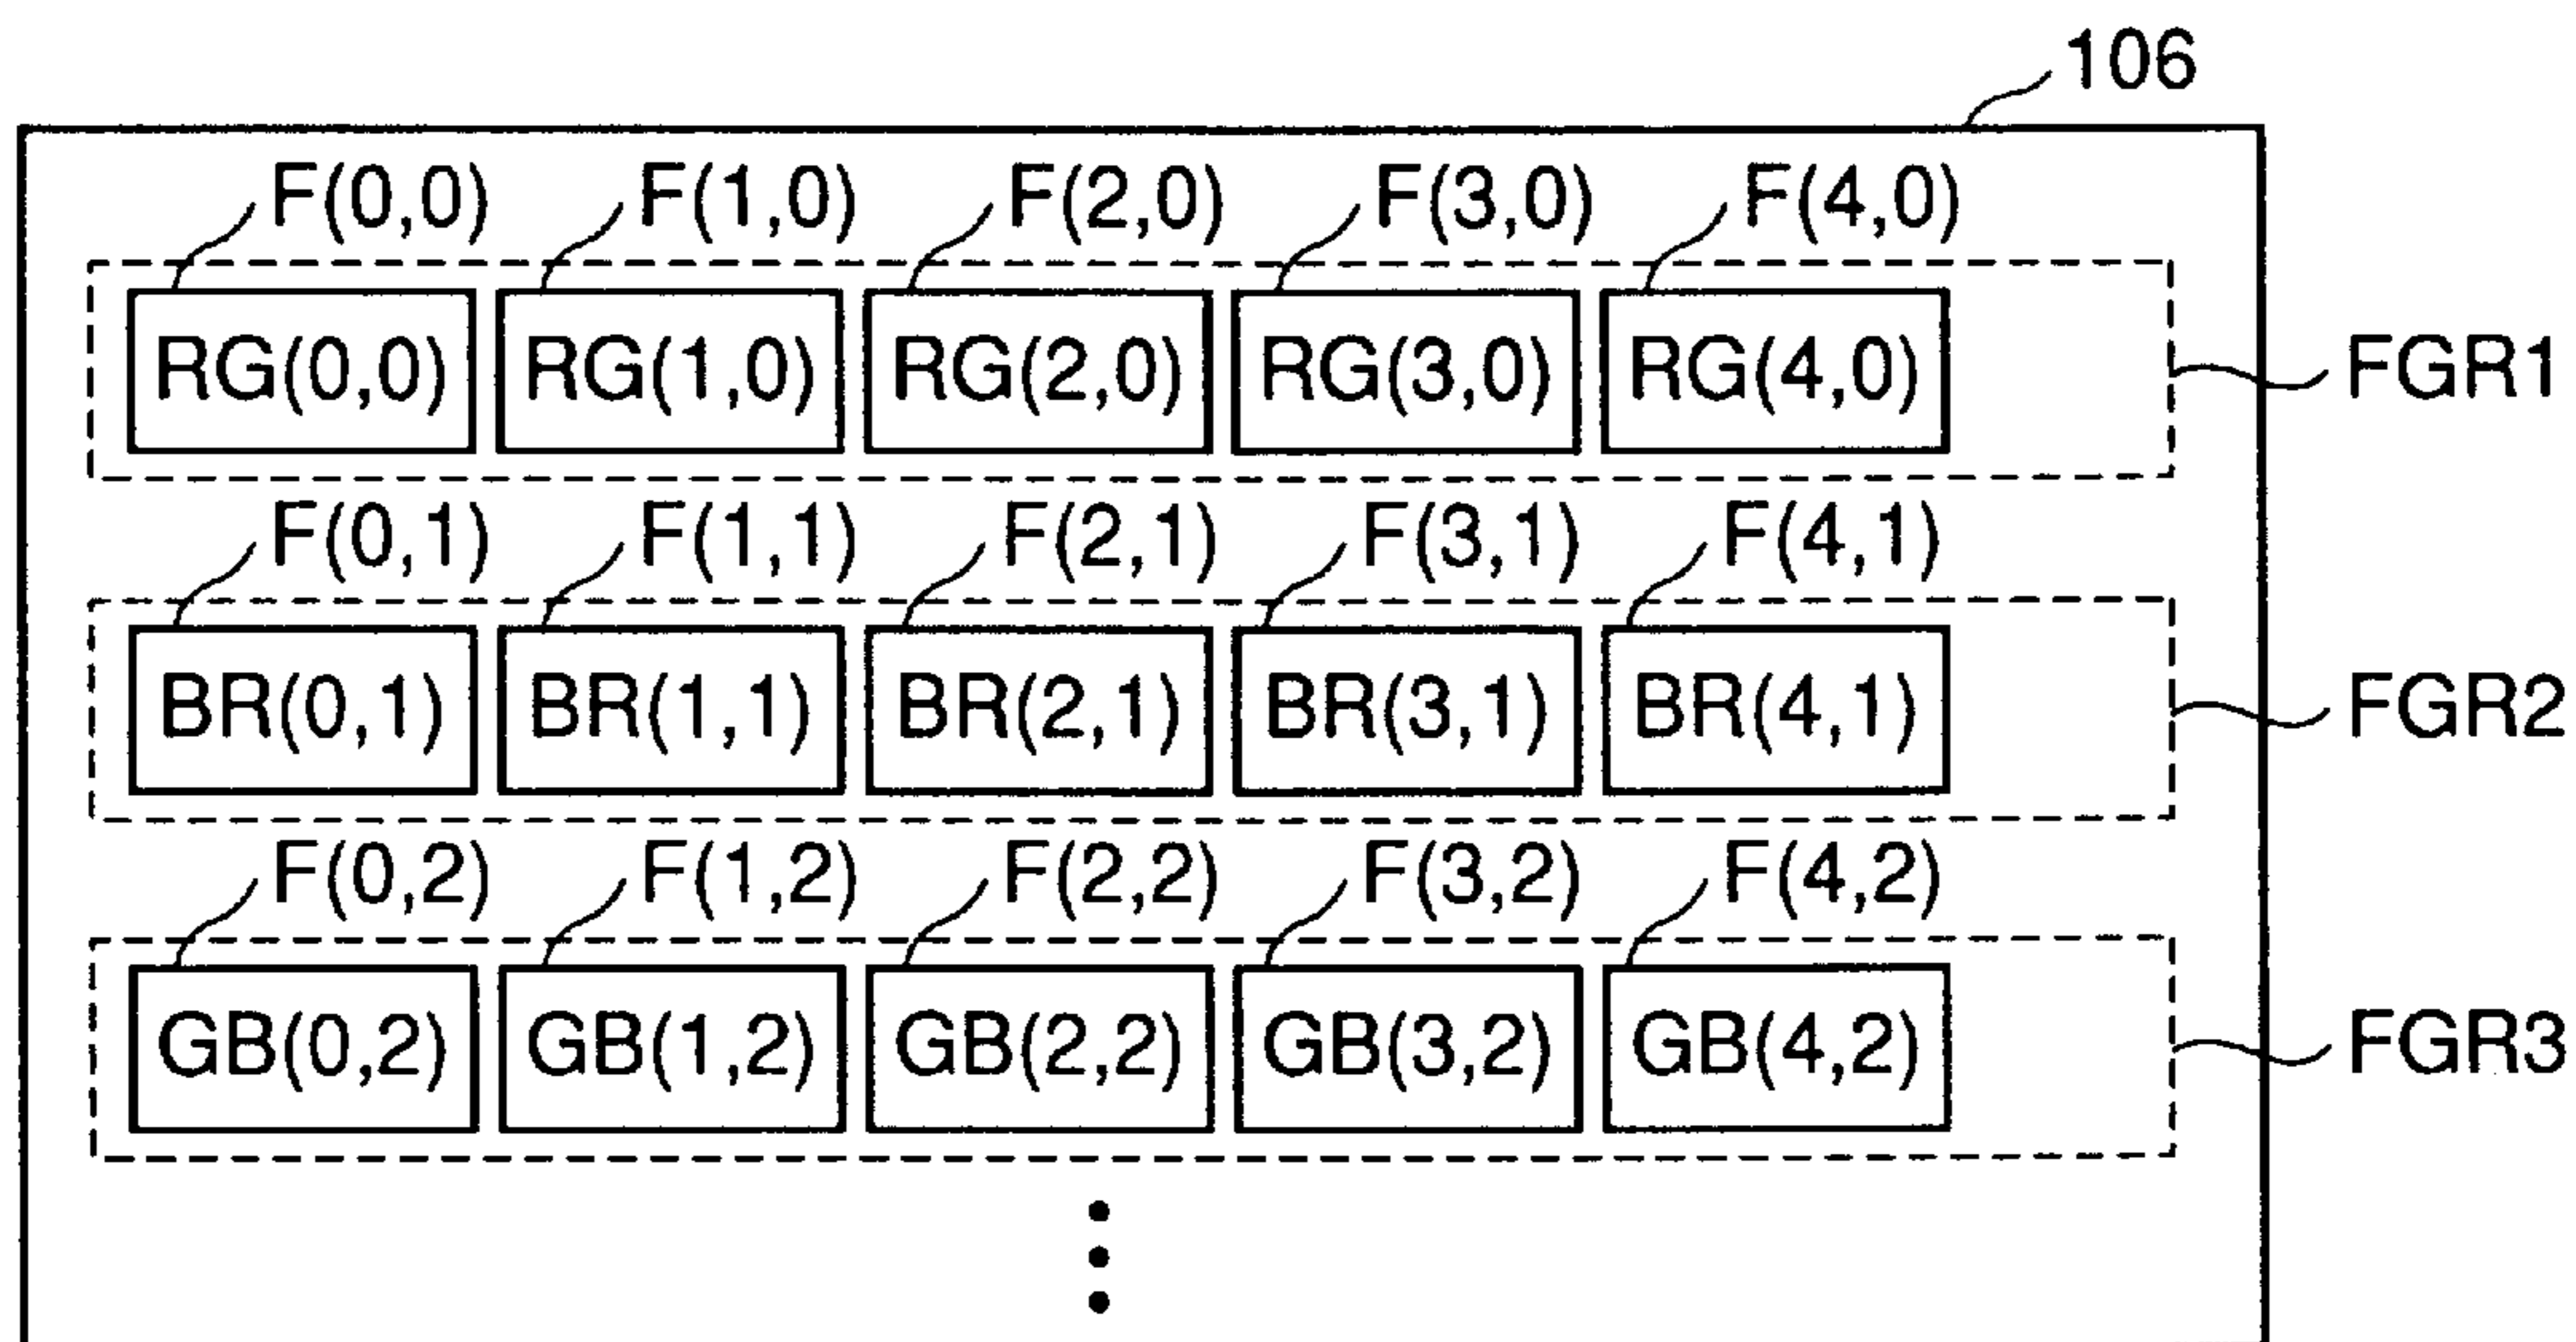 106
F(0,0) F(1,0) F(2,0) F(3,0) F(4,0)
RG(0,0) RG(1,0) RG(2,0) RG(3,0) RG(4,0) FGR1
F(0,1) F(1,1) F(2,1) F(3,1) F(4,1)
BR(0,1) BR(1,1) BR(2,1) BR(3,1) BR(4,1) FGR2
F(0,2) F(1,2) F(2,2) F(3,2) F(4,2)
GB(0,2) GB(1,2) GB(2,2) GB(3,2) GB(4,2) FGR3